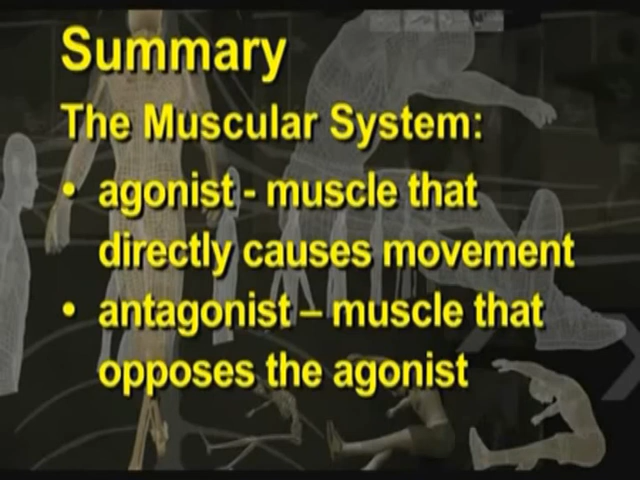 Summary
The Muscular System:
• agonist - muscle that
directly causes movement
• antagonist – muscle that
opposes the agonist